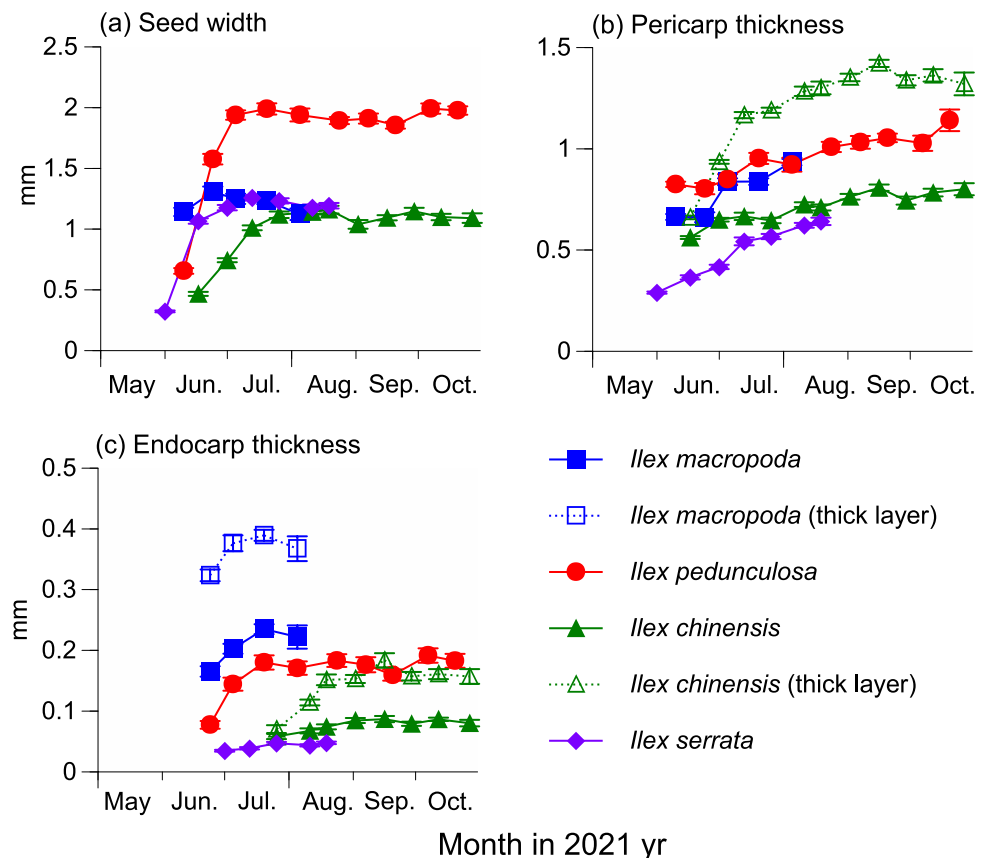 (a) Seed width
2.5
2
1.5
1
0.5
0
mm
May Jun. Jul. Aug. Sep. Oct.
(b) Pericarp thickness
1.5
1
0.5
0
May Jun. Jul. Aug. Sep. Oct.
(c) Endocarp thickness
0.5
0.4
0.3
0.2
0.1
0
mm
May Jun. Jul. Aug. Sep. Oct.
Ilex macropoda
Ilex macropoda (thick layer)
Ilex pedunculosa
Ilex chinensis
Ilex chinensis (thick layer)
Ilex serrata
Month in 2021 yr